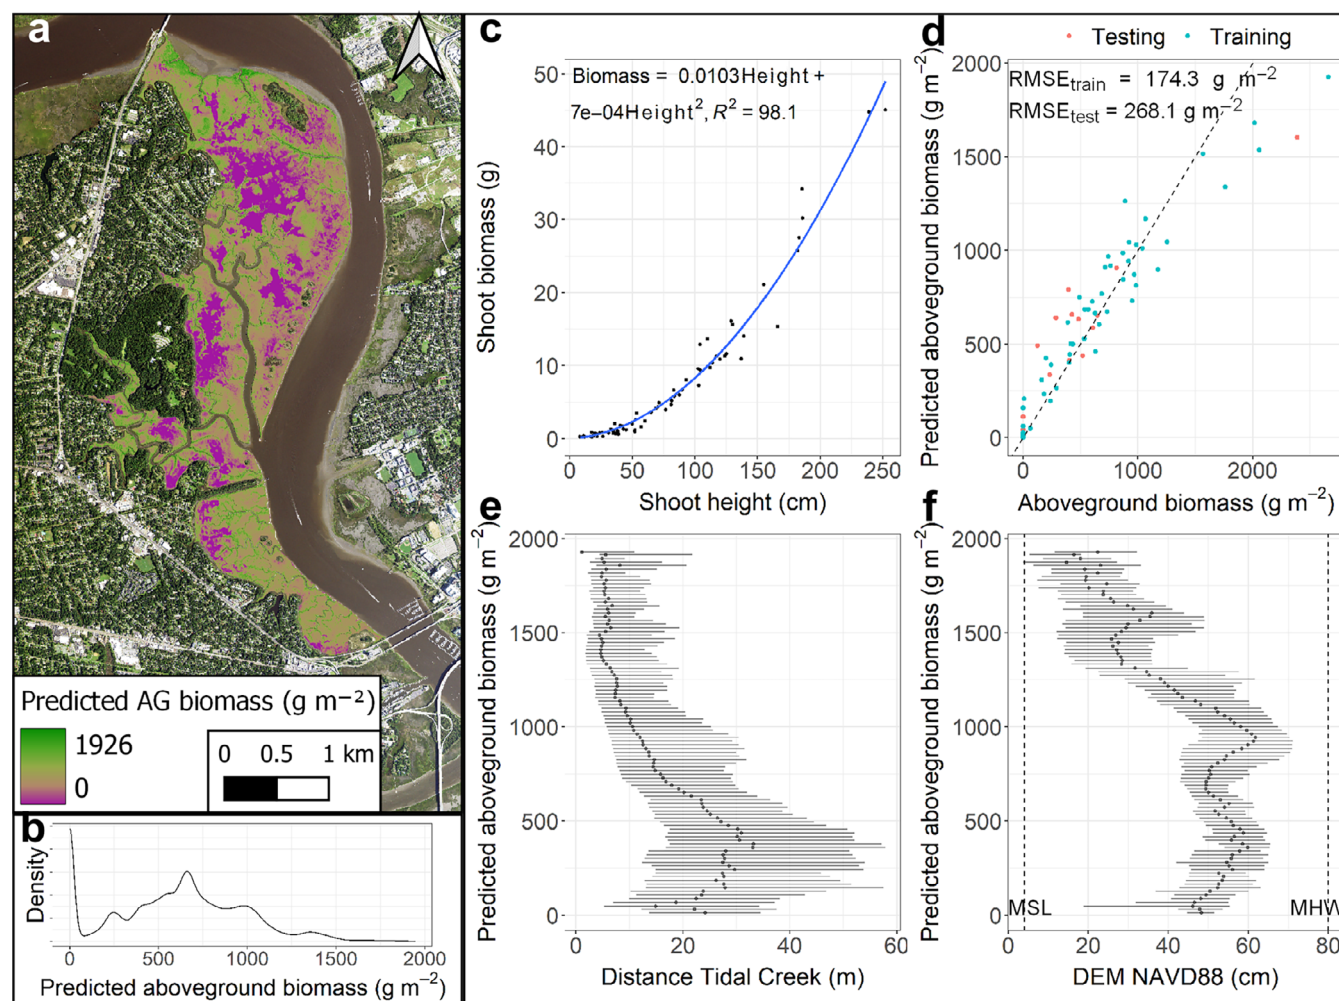 a
Predicted AG biomass (g m−2)
1926
0
0 0.5 1 km
b
Density
0 500 1000 1500 2000
Predicted aboveground biomass (g m−2)
c
Biomass = 0.0103Height +
7e−04Height², R² = 98.1
50
40
30
20
10
0
Shoot biomass (g)
0 50 100 150 200 250
Shoot height (cm)
d
Testing Training
RMSEtrain = 174.3 g m−2
RMSEtest = 268.1 g m−2
2000
1500
1000
500
0
Predicted aboveground biomass (g m−2)
0 1000 2000
Aboveground biomass (g m−2)
e
2000
1500
1000
500
0
Predicted aboveground biomass (g m−2)
0 20 40 60
Distance Tidal Creek (m)
f
2000
1500
1000
500
0
Predicted aboveground biomass (g m−2)
MSL MHW
0 20 40 60 80
DEM NAVD88 (cm)